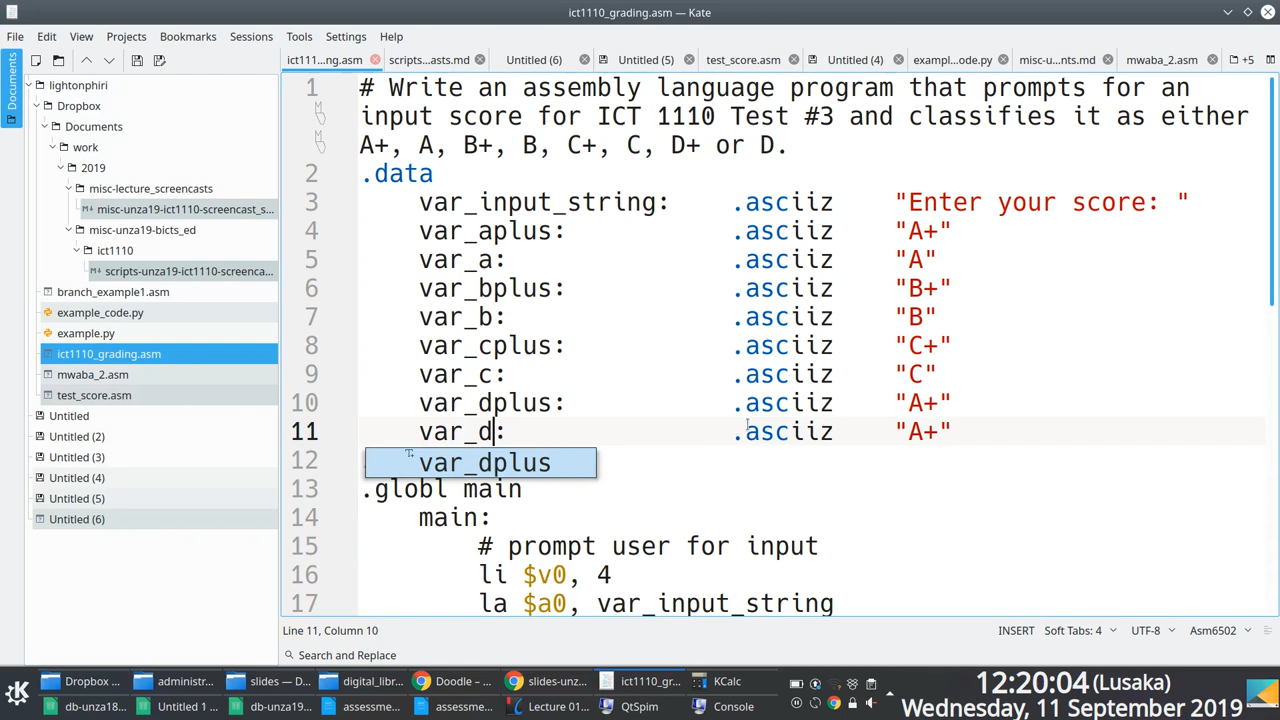 ict1110_grading.asm — Kate
File Edit View Projects Bookmarks Sessions Tools Settings Help
ict111...ng.asm scripts...asts.md Untitled (6) Untitled (5) test_score.asm Untitled (4) exampl...ode.py misc-u...nts.md mwaba_2.asm +5
Documents
lightonphiri
Dropbox
Documents
work
2019
misc-lecture_screencasts
misc-unza19-ict1110-screencast_s...
misc-unza19-bicts_ed
ict1110
scripts-unza19-ict1110-screenca...
branch_example1.asm
example_code.py
example.py
ict1110_grading.asm
mwaba_2.asm
test_score.asm
Untitled
Untitled (2)
Untitled (3)
Untitled (4)
Untitled (5)
Untitled (6)
1 # Write an assembly language program that prompts for an
input score for ICT 1110 Test #3 and classifies it as either
A+, A, B+, B, C+, C, D+ or D.
2 .data
3 var_input_string: .asciiz "Enter your score: "
4 var_aplus: .asciiz "A+"
5 var_a: .asciiz "A"
6 var_bplus: .asciiz "B+"
7 var_b: .asciiz "B"
8 var_cplus: .asciiz "C+"
9 var_c: .asciiz "C"
10 var_dplus: .asciiz "A+"
11 var_d: .asciiz "A+"
12 var_dplus
13 .globl main
14 main:
15 # prompt user for input
16 li $v0, 4
17 la $a0, var_input_string
Line 11, Column 10 INSERT Soft Tabs: 4 UTF-8 Asm6502
Search and Replace
Dropbox ... administr... slides — D... digital_libr... Doodle – ... slides-unz... ict1110_gr... KCalc
db-unza18... Untitled 1 ... db-unza19... assessme... assessme... Lecture 01... QtSpim Console
12:20:04 (Lusaka)
Wednesday, 11 September 2019